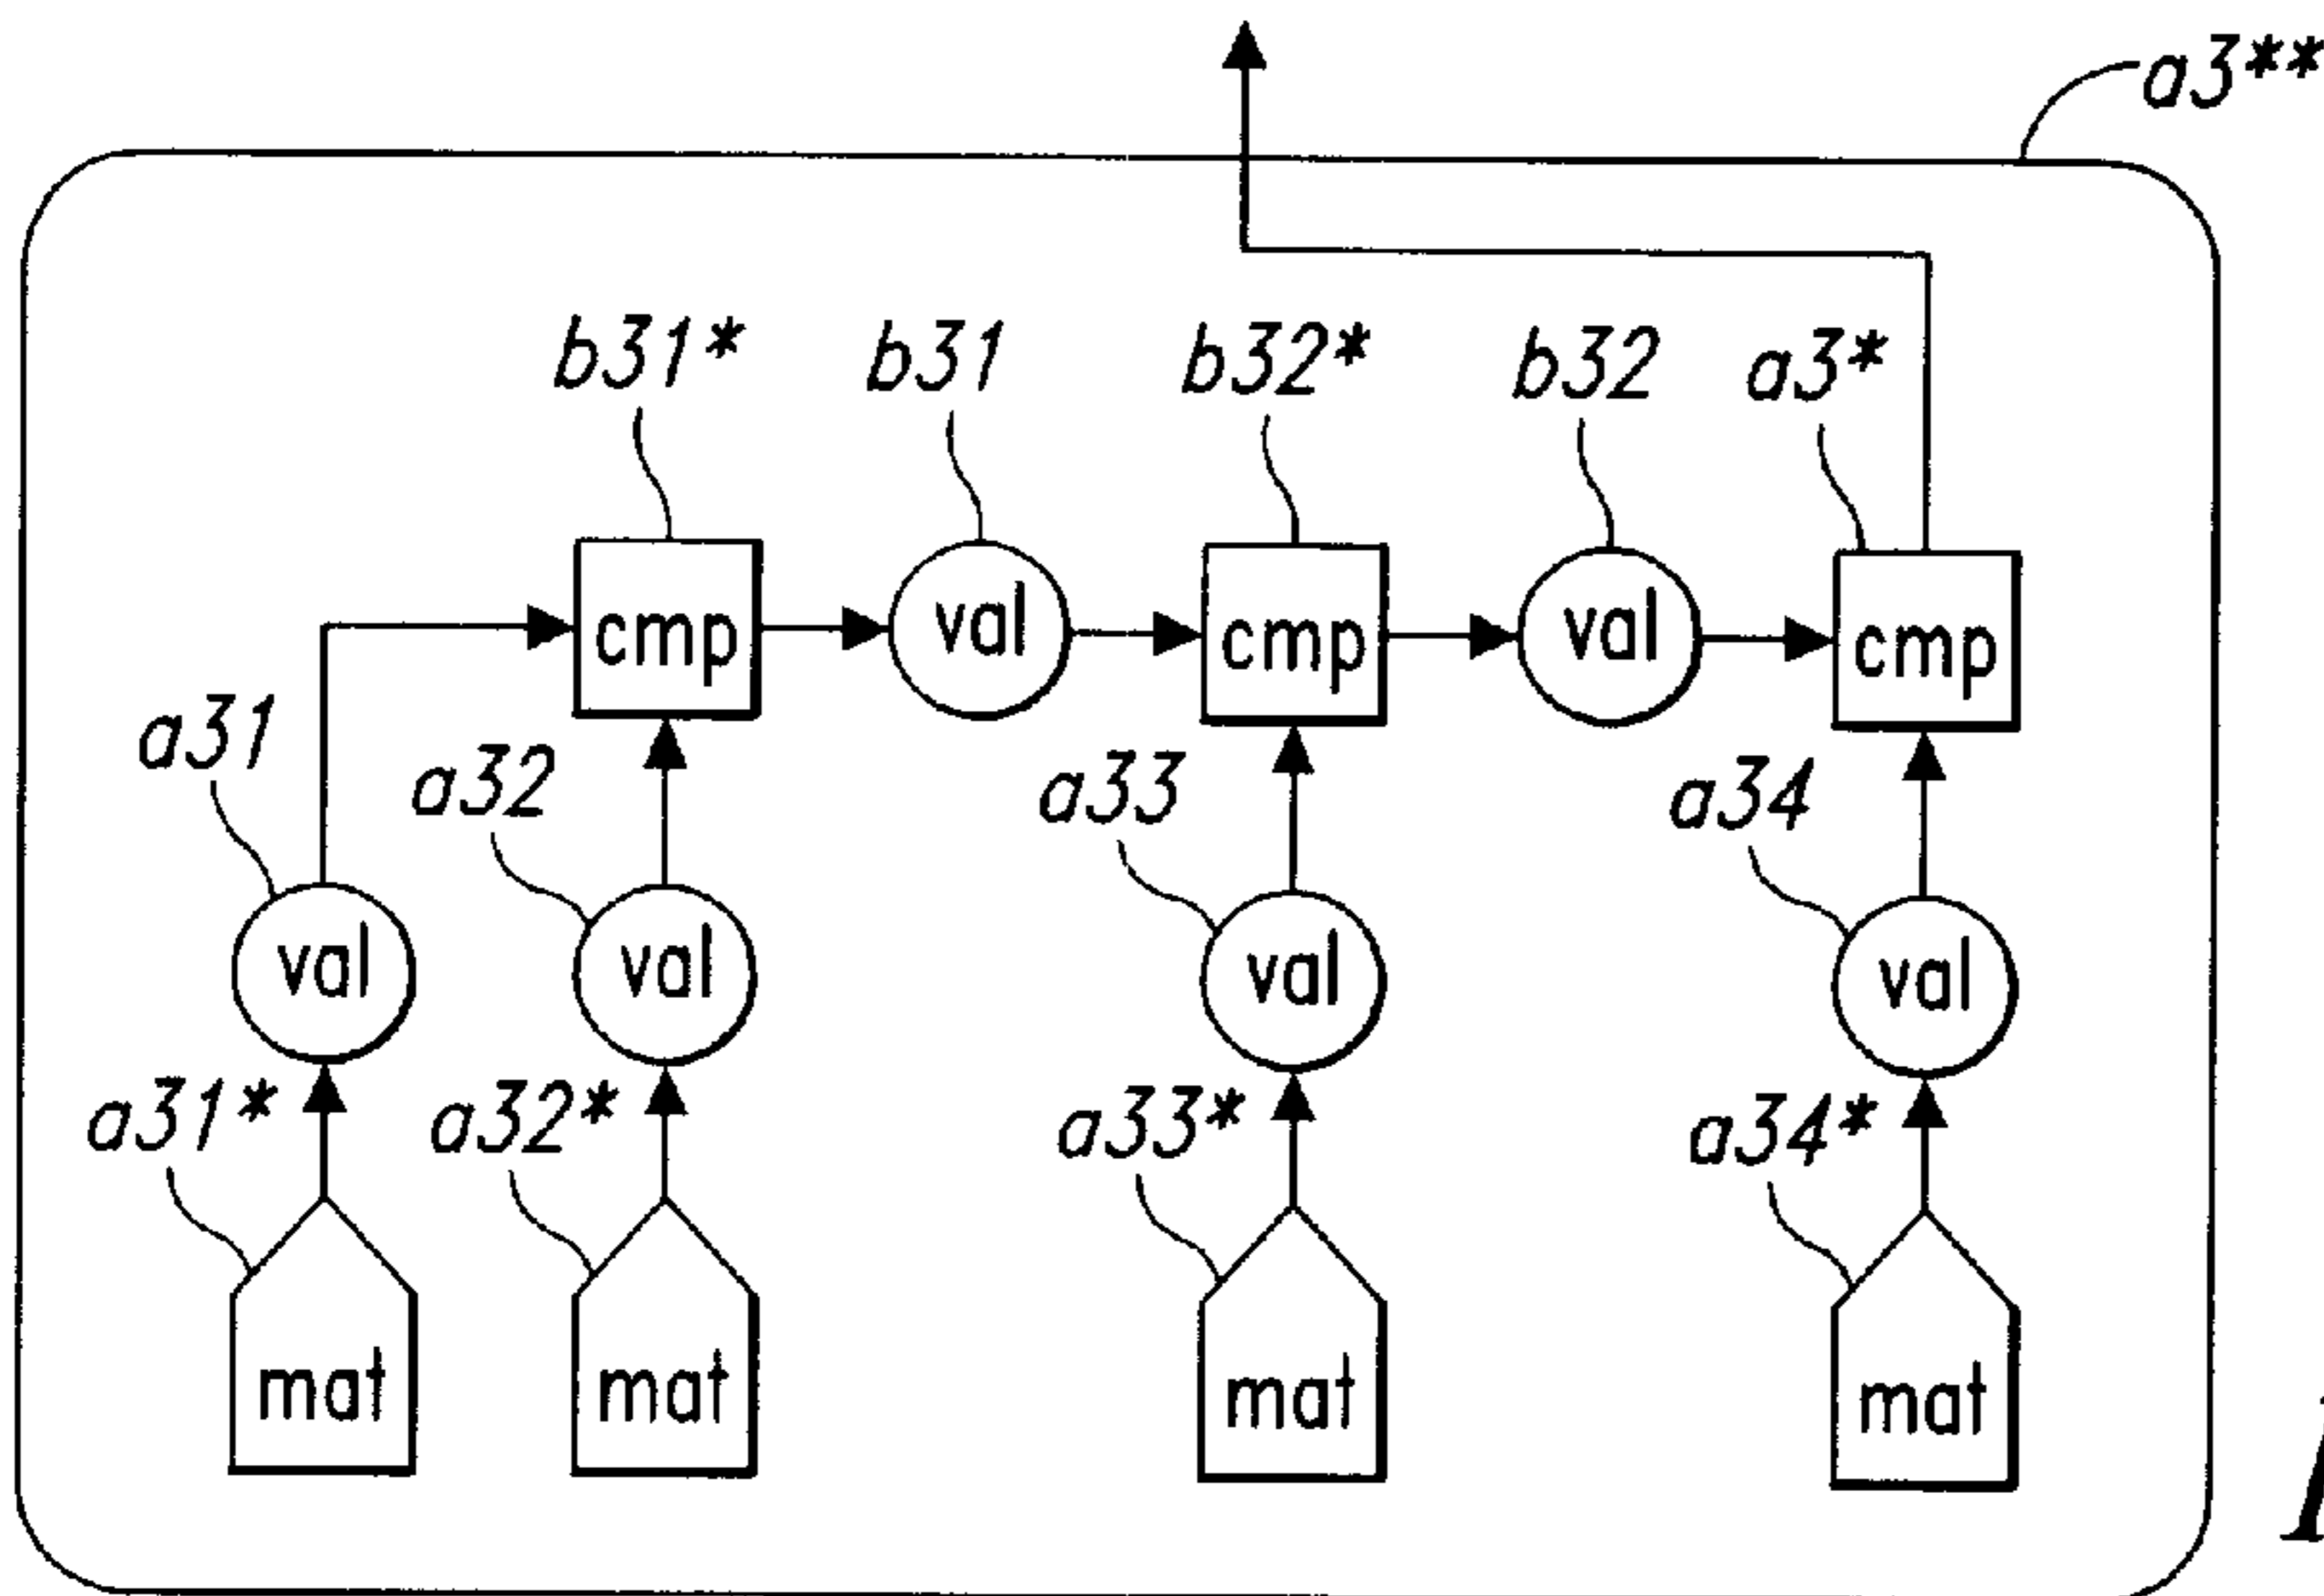 a3**
b31* b31 b32* b32 a3*
cmp val cmp val cmp
a31 a32 a33 a34
val val val val
a31* a32* a33* a34*
mat mat mat mat